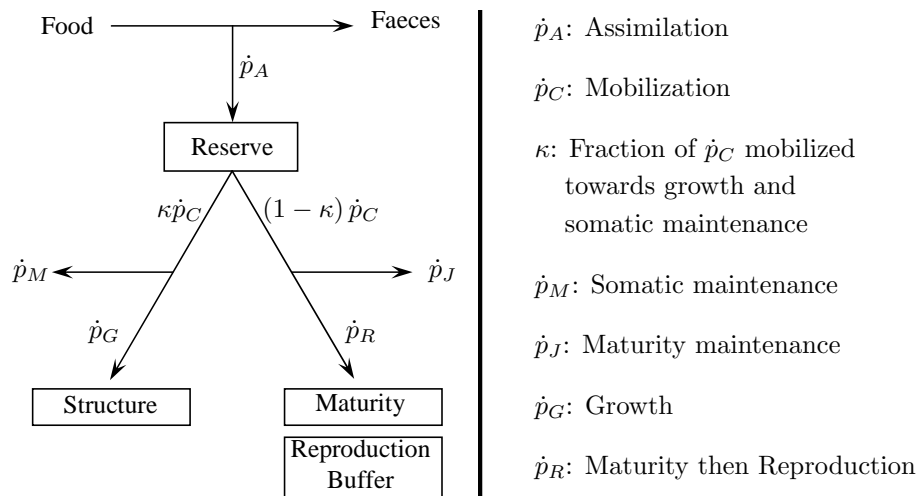 Food
Faeces
ṗ_A
Reserve
κṗ_C
(1 − κ) ṗ_C
ṗ_M
ṗ_J
ṗ_G
ṗ_R
Structure
Maturity
Reproduction
Buffer
ṗ_A: Assimilation
ṗ_C: Mobilization
κ: Fraction of ṗ_C mobilized
towards growth and
somatic maintenance
ṗ_M: Somatic maintenance
ṗ_J: Maturity maintenance
ṗ_G: Growth
ṗ_R: Maturity then Reproduction